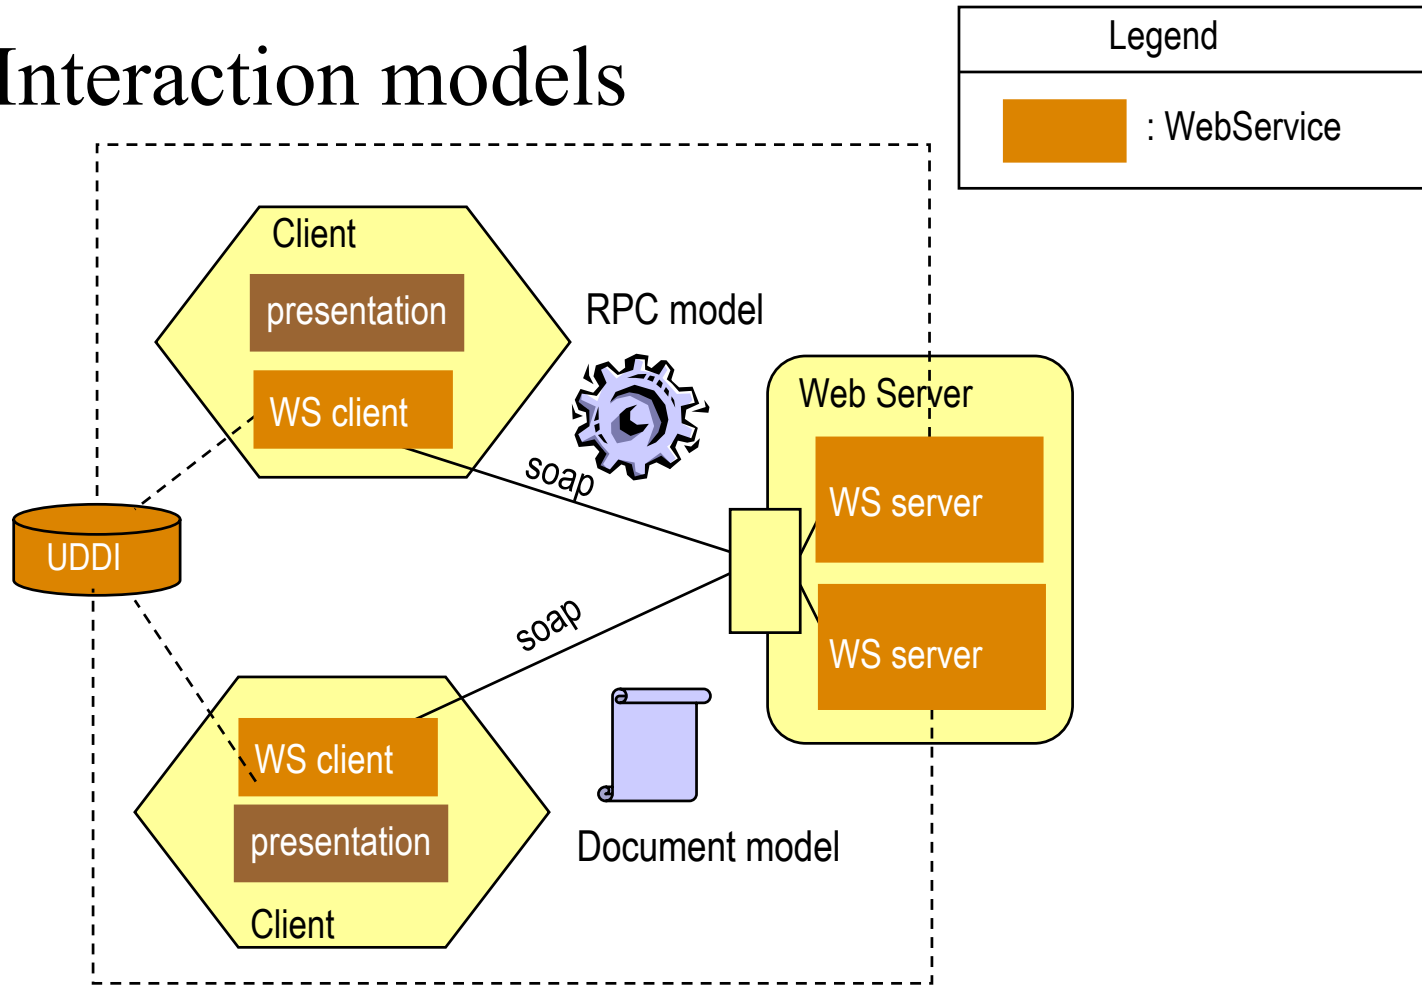 Interaction models
Legend
: WebService
Client
presentation
WS client
RPC model
soap
Web Server
WS server
UDDI
soap
WS server
WS client
presentation
Client
Document model